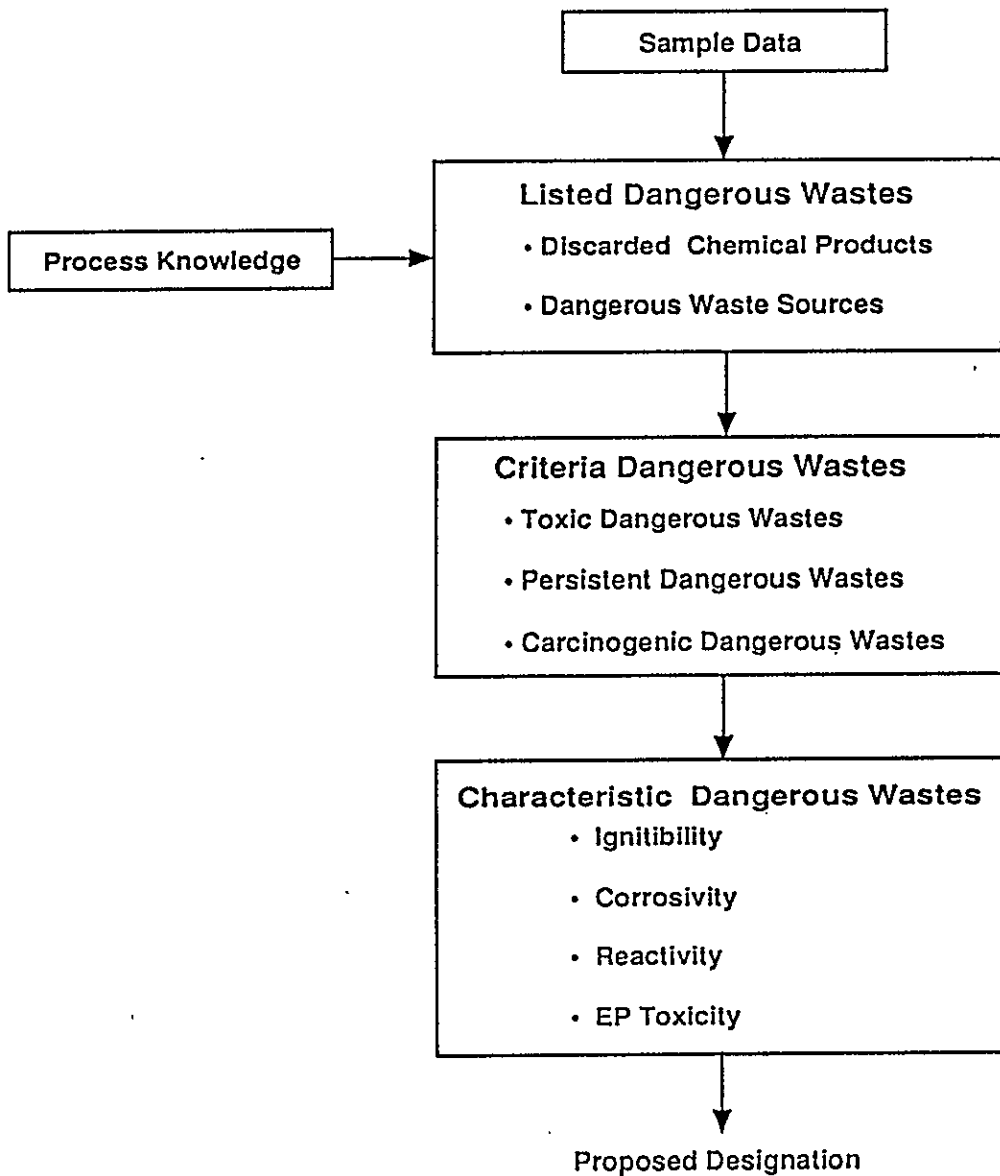 Sample Data
Listed Dangerous Wastes
• Discarded Chemical Products
Process Knowledge
• Dangerous Waste Sources
Criteria Dangerous Wastes
• Toxic Dangerous Wastes
• Persistent Dangerous Wastes
• Carcinogenic Dangerous Wastes
Characteristic Dangerous Wastes
• Ignitibility
• Corrosivity
• Reactivity
• EP Toxicity
Proposed Designation